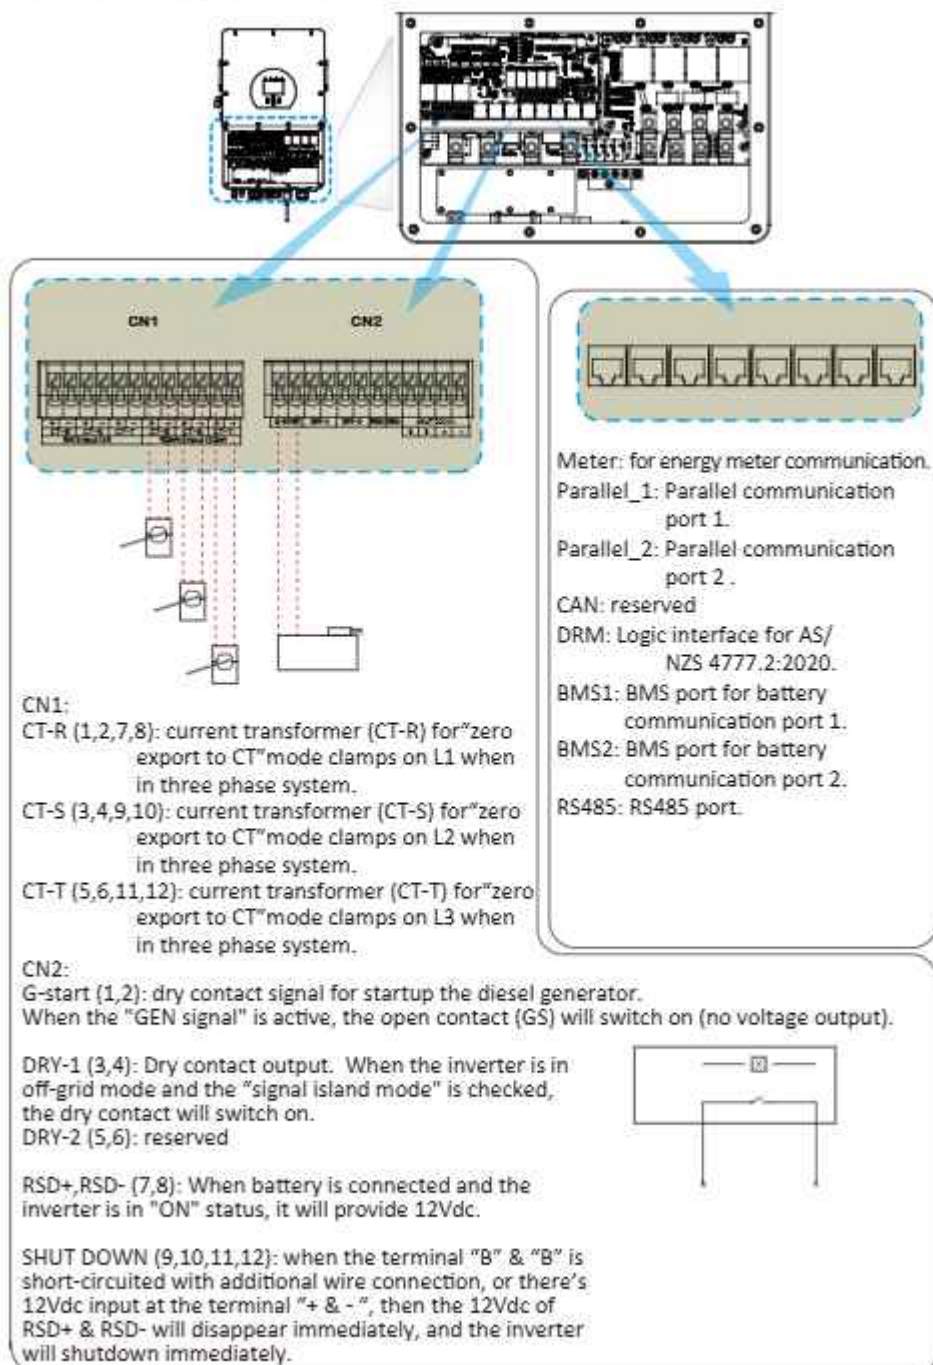 CN1
CN2
Meter: for energy meter communication.
Parallel_1: Parallel communication
port 1.
Parallel_2: Parallel communication
port 2 .
CAN: reserved
DRM: Logic interface for AS/
NZS 4777.2:2020.
BMS1: BMS port for battery
communication port 1.
BMS2: BMS port for battery
communication port 2.
RS485: RS485 port.
CN1:
CT-R (1,2,7,8): current transformer (CT-R) for"zero
export to CT"mode clamps on L1 when
in three phase system.
CT-S (3,4,9,10): current transformer (CT-S) for"zero
export to CT"mode clamps on L2 when
in three phase system.
CT-T (5,6,11,12): current transformer (CT-T) for"zero
export to CT"mode clamps on L3 when
in three phase system.
CN2:
G-start (1,2): dry contact signal for startup the diesel generator.
When the "GEN signal" is active, the open contact (GS) will switch on (no voltage output).
DRY-1 (3,4): Dry contact output. When the inverter is in
off-grid mode and the "signal island mode" is checked,
the dry contact will switch on.
DRY-2 (5,6): reserved
RSD+,RSD- (7,8): When battery is connected and the
inverter is in "ON" status, it will provide 12Vdc.
SHUT DOWN (9,10,11,12): when the terminal "B" & "B" is
short-circuited with additional wire connection, or there's
12Vdc input at the terminal "+ & - ", then the 12Vdc of
RSD+ & RSD- will disappear immediately, and the inverter
will shutdown immediately.